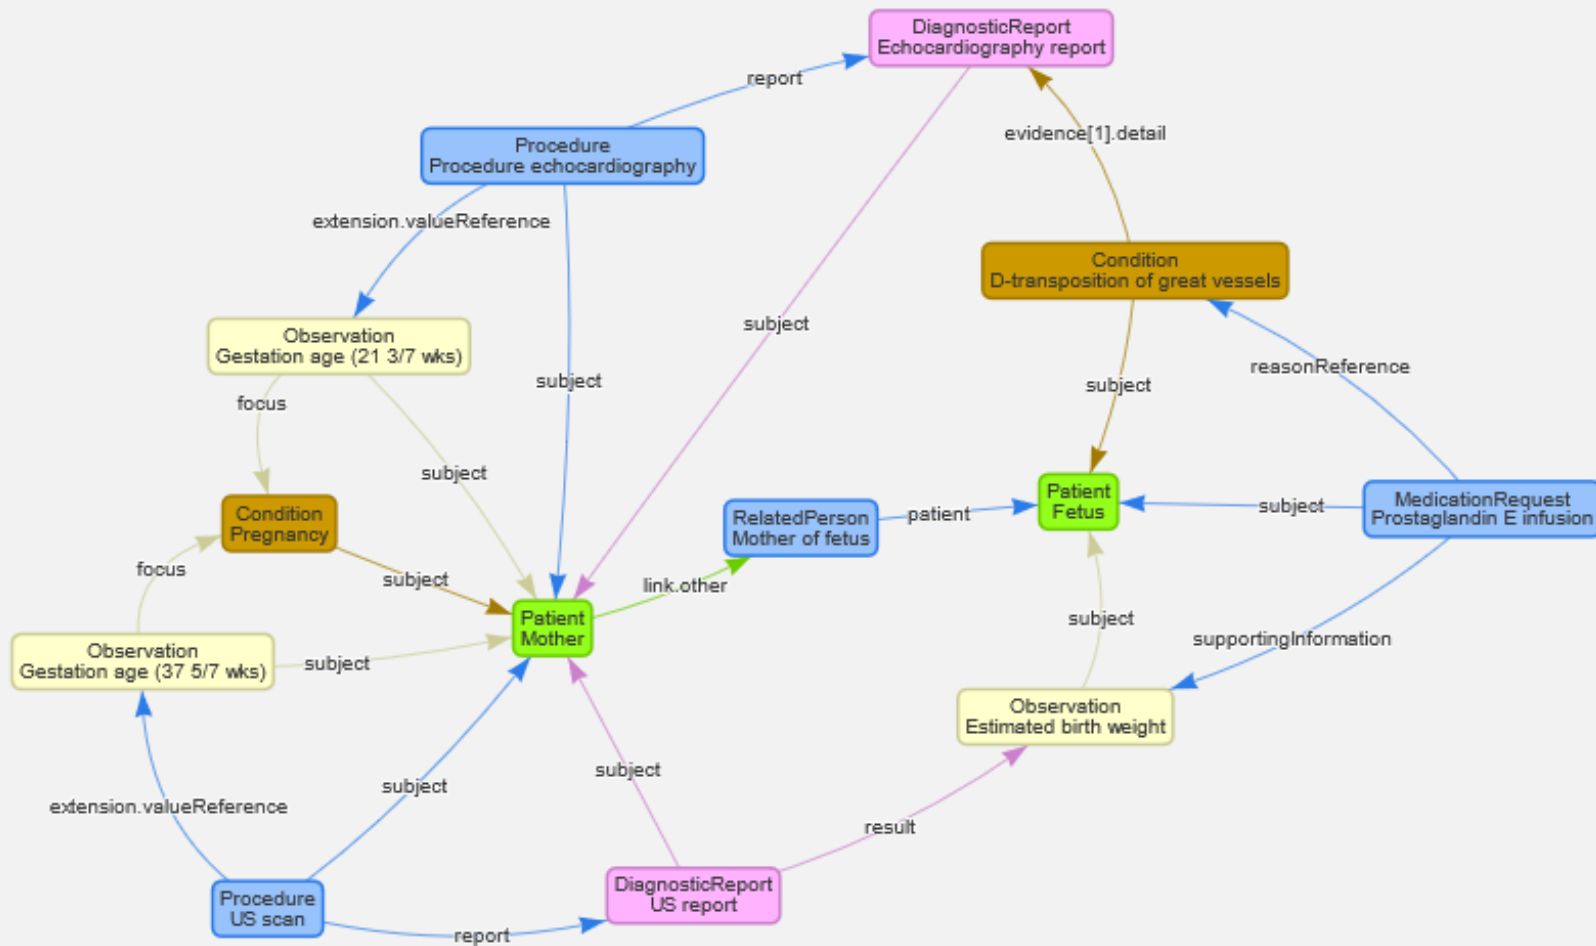 DiagnosticReport
Echocardiography report
report
Procedure
Procedure echocardiography
evidence[1].detail
extension.valueReference
Condition
D-transposition of great vessels
subject
Observation
Gestation age (21 3/7 wks)
subject
reasonReference
subject
focus
subject
Condition
Pregnancy
RelatedPerson
Mother of fetus
patient
Patient
Fetus
subject
MedicationRequest
Prostaglandin E infusion
focus
subject
link.other
Patient
Mother
subject
supportingInformation
Observation
Gestation age (37 5/7 wks)
subject
Observation
Estimated birth weight
subject
subject
extension.valueReference
result
Procedure
US scan
DiagnosticReport
US report
report